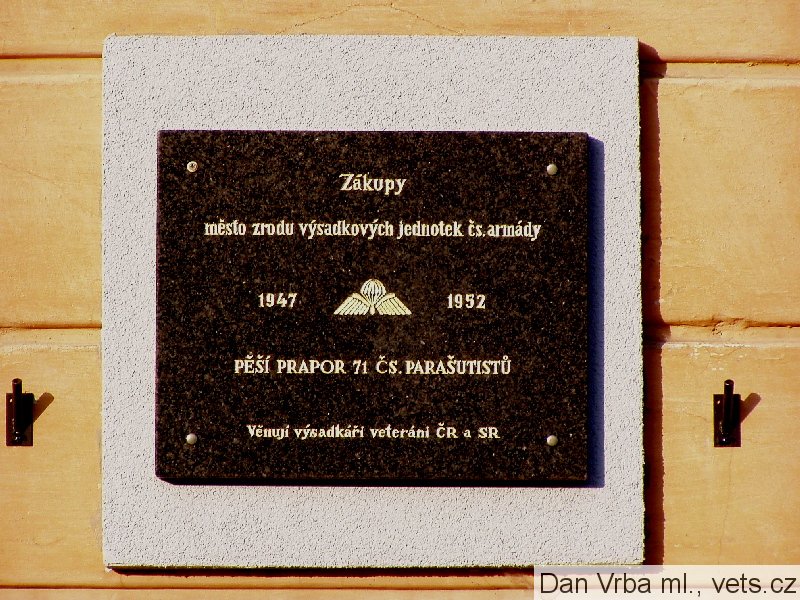 Zákupy
město zrodu výsadkových jednotek čs. armády
1947 1952
PĚŠÍ PRAPOR 71 ČS. PARAŠUTISTŮ
Věnují výsadkáři veteráni ČR a SR
Dan Vrba ml., vets.cz